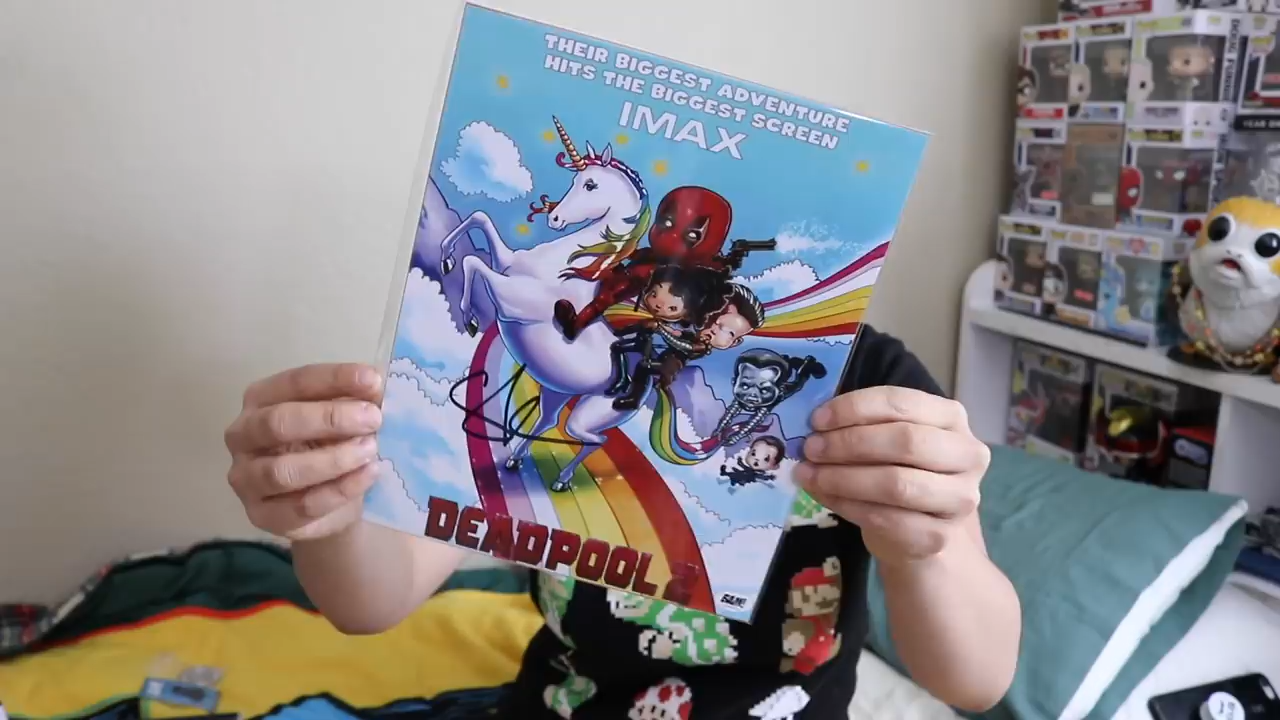 THEIR BIGGEST ADVENTURE
HITS THE BIGGEST SCREEN
IMAX
DEADPOOL 2